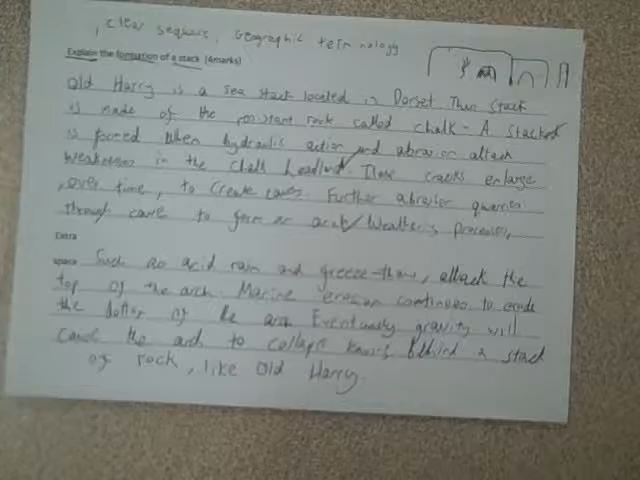 , clear sequence, Geographic terminology
Explain the formation of a stack (4marks)
Old Harry is a sea stack located in Dorset This stack
is made of the resistant rock called chalk - A stack
is formed when hydraulic action and abrasion attack
weaknesses in the chalk headland These cracks enlarge
, over time, to create caves Further abrasion
through cave to form an arch Weathering processes,
Extra
space such as acid rain and freeze-thaw, attack the
top of the arch Marine erosion continues to erode
the bottom of the arch Eventually gravity will
cause the arch to collapse behind a stack
of rock, like Old Harry.